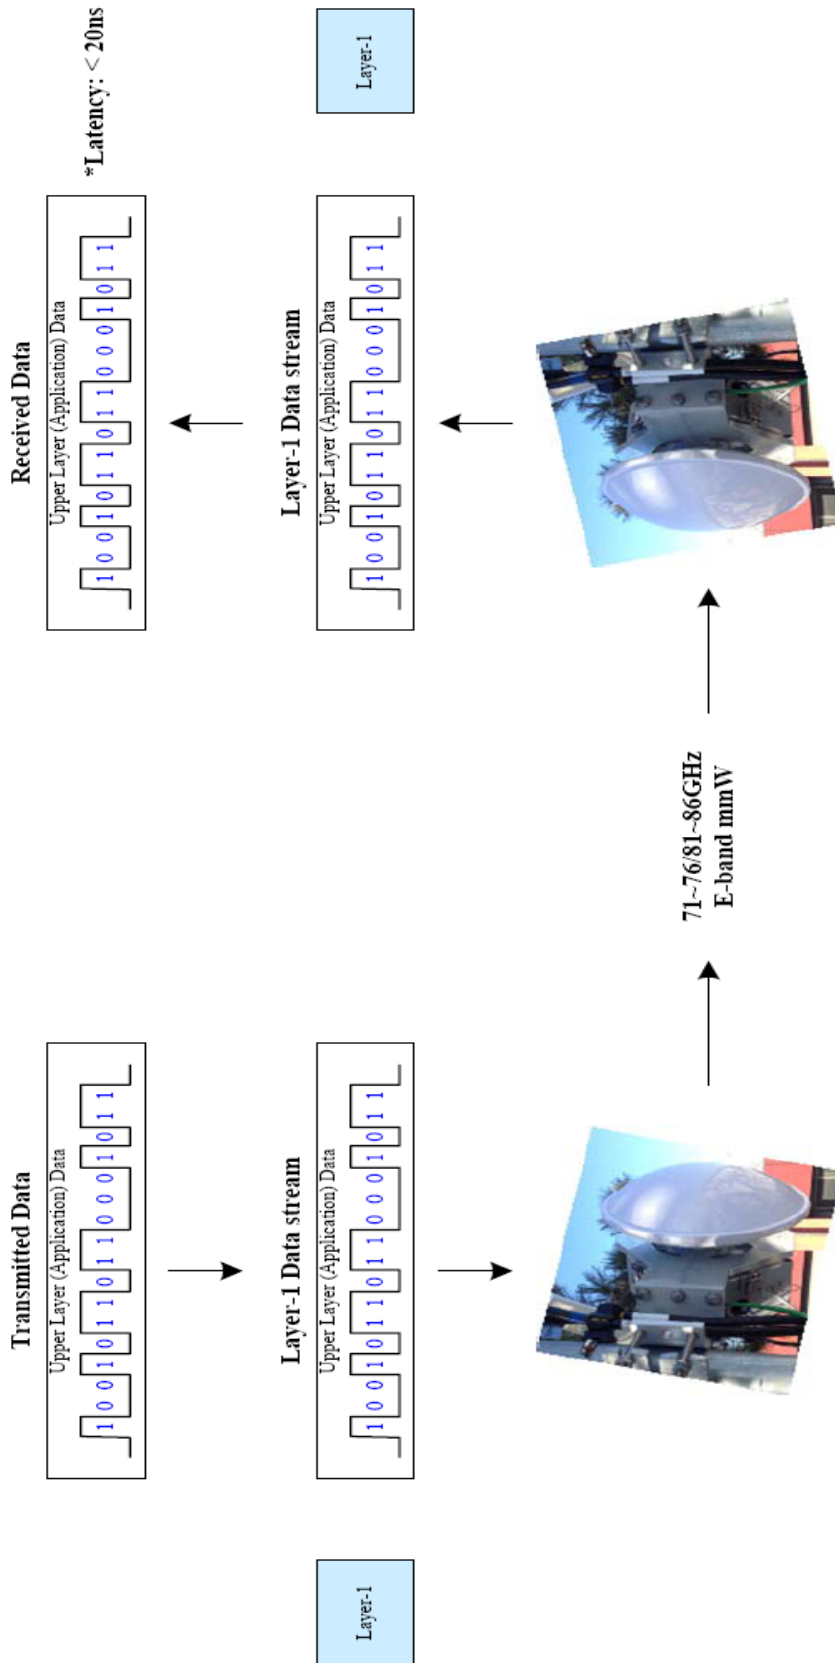 Transmitted Data
Upper Layer (Application) Data
1 0 0 1 0 1 1 0 1 1 0 0 0 1 0 1 1
Received Data
Upper Layer (Application) Data
1 0 0 1 0 1 1 0 1 1 0 0 0 1 0 1 1
*Latency: < 20ns
Layer-1
Layer-1 Data stream
Upper Layer (Application) Data
1 0 0 1 0 1 1 0 1 1 0 0 0 1 0 1 1
Layer-1 Data stream
Upper Layer (Application) Data
1 0 0 1 0 1 1 0 1 1 0 0 0 1 0 1 1
Layer-1
71~76/81~86GHz
E-band mmW